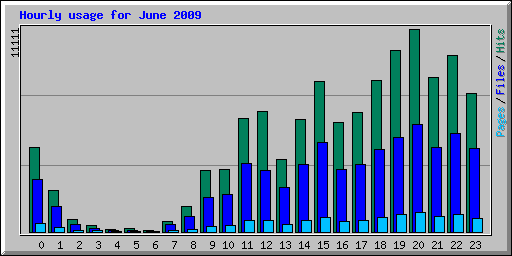 Hourly usage for June 2009
11111
Pages/Files/Hits
0 1 2 3 4 5 6 7 8 9 10 11 12 13 14 15 16 17 18 19 20 21 22 23